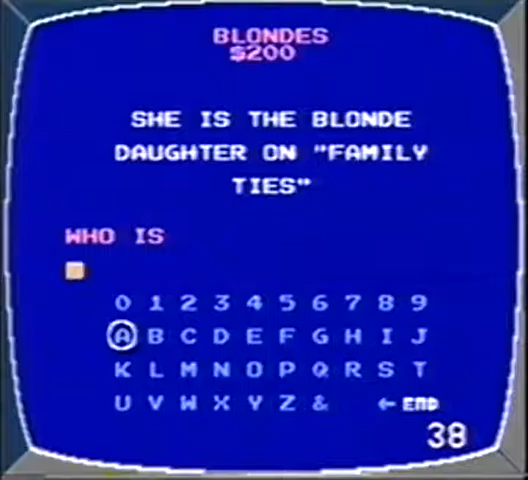 BLONDES
$200
SHE IS THE BLONDE
DAUGHTER ON "FAMILY
TIES"
WHO IS
0 1 2 3 4 5 6 7 8 9
A B C D E F G H I J
K L M N O P Q R S T
U V W X Y Z & ← END
38